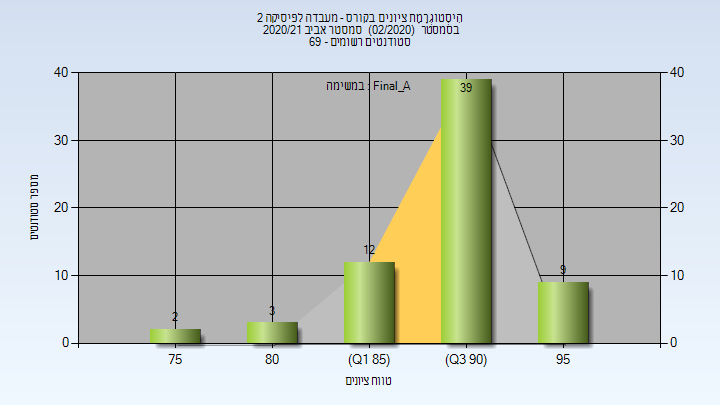 היסטוגרמת ציונים בקורס - מעבדה לפיסיקה 2
בסמסטר (02/2020) סמסטר אביב 2020/21
סטודנטים רשומים - 69
במשימה : Final_A
40 40
30 30
20 20
10 10
0 0
מספר סטודנטים
2 3 12 39 9
75 80 (Q1 85) (Q3 90) 95
טווח ציונים